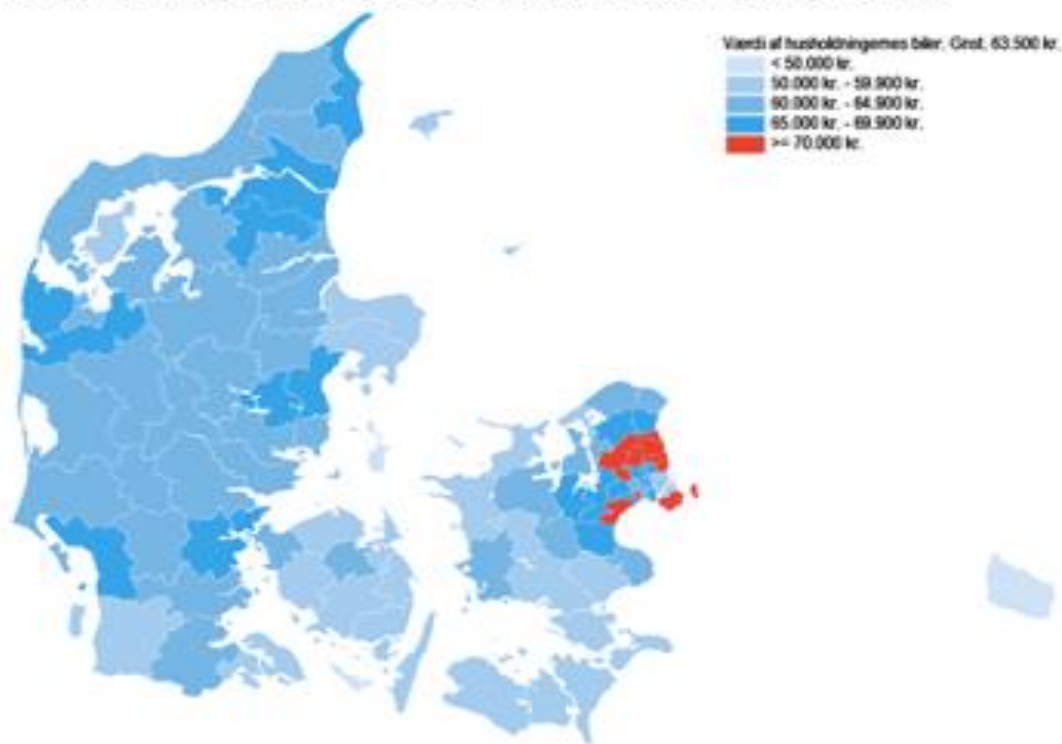 Værdi af husholdningernes biler. Gnst. 63.500 kr.
< 50.000 kr.
50.000 kr. - 59.900 kr.
60.000 kr. - 64.900 kr.
65.000 kr. - 69.900 kr.
>= 70.000 kr.